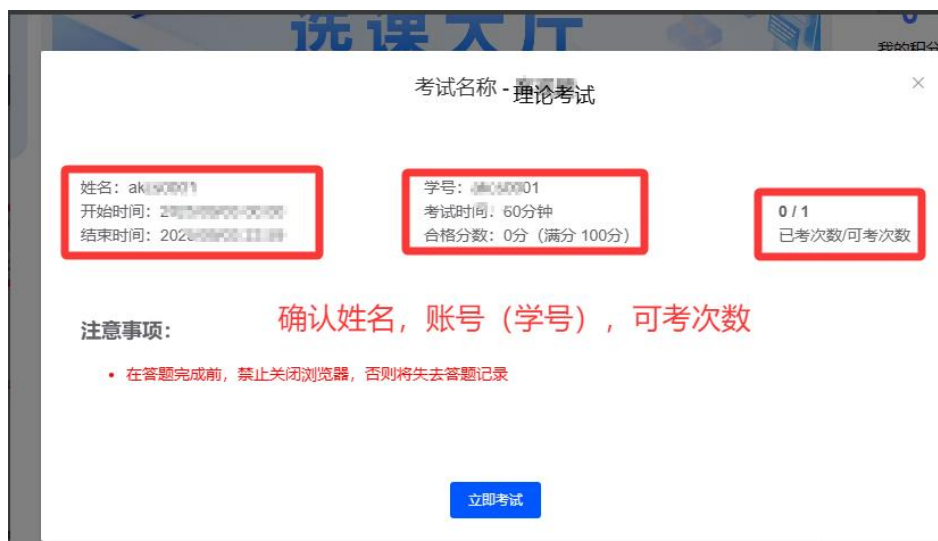 选课大厅
我的积分
考试名称 - 理论考试
姓名：ak
学号：
开始时间：
考试时间：60分钟
0 / 1
结束时间：202
合格分数：0分（满分 100分）
已考次数/可考次数
确认姓名，账号（学号），可考次数
注意事项：
• 在答题完成前，禁止关闭浏览器，否则将失去答题记录
立即考试